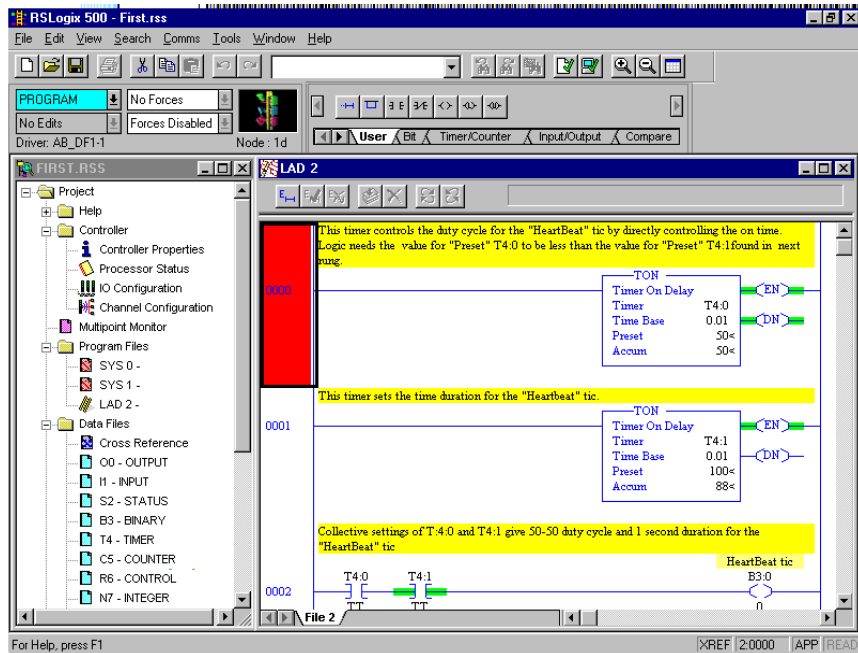 RSLogix 500 - First.rss
File Edit View Search Comms Tools Window Help
PROGRAM
No Forces
No Edits
Forces Disabled
Driver: AB_DF1-1
Node : 1d
User Bit Timer/Counter Input/Output Compare
FIRST.RSS
Project
Help
Controller
Controller Properties
Processor Status
IO Configuration
Channel Configuration
Multipoint Monitor
Program Files
SYS 0 -
SYS 1 -
LAD 2 -
Data Files
Cross Reference
O0 - OUTPUT
I1 - INPUT
S2 - STATUS
B3 - BINARY
T4 - TIMER
C5 - COUNTER
R6 - CONTROL
N7 - INTEGER
LAD 2
This timer controls the duty cycle for the "HeartBeat" tic by directly controlling the on time.
Logic needs the value for "Preset" T4:0 to be less than the value for "Preset" T4:1found in next
rung.
0000
TON
Timer On Delay
Timer T4:0
Time Base 0.01
Preset 50<
Accum 50<
EN
DN
This timer sets the time duration for the "Heartbeat" tic.
0001
TON
Timer On Delay
Timer T4:1
Time Base 0.01
Preset 100<
Accum 88<
EN
DN
Collective settings of T:4:0 and T4:1 give 50-50 duty cycle and 1 second duration for the
"HeartBeat" tic
HeartBeat tic
T4:0 T4:1 B3:0
0002
TT TT 0
File 2
For Help, press F1
XREF 2:0000 APP READ